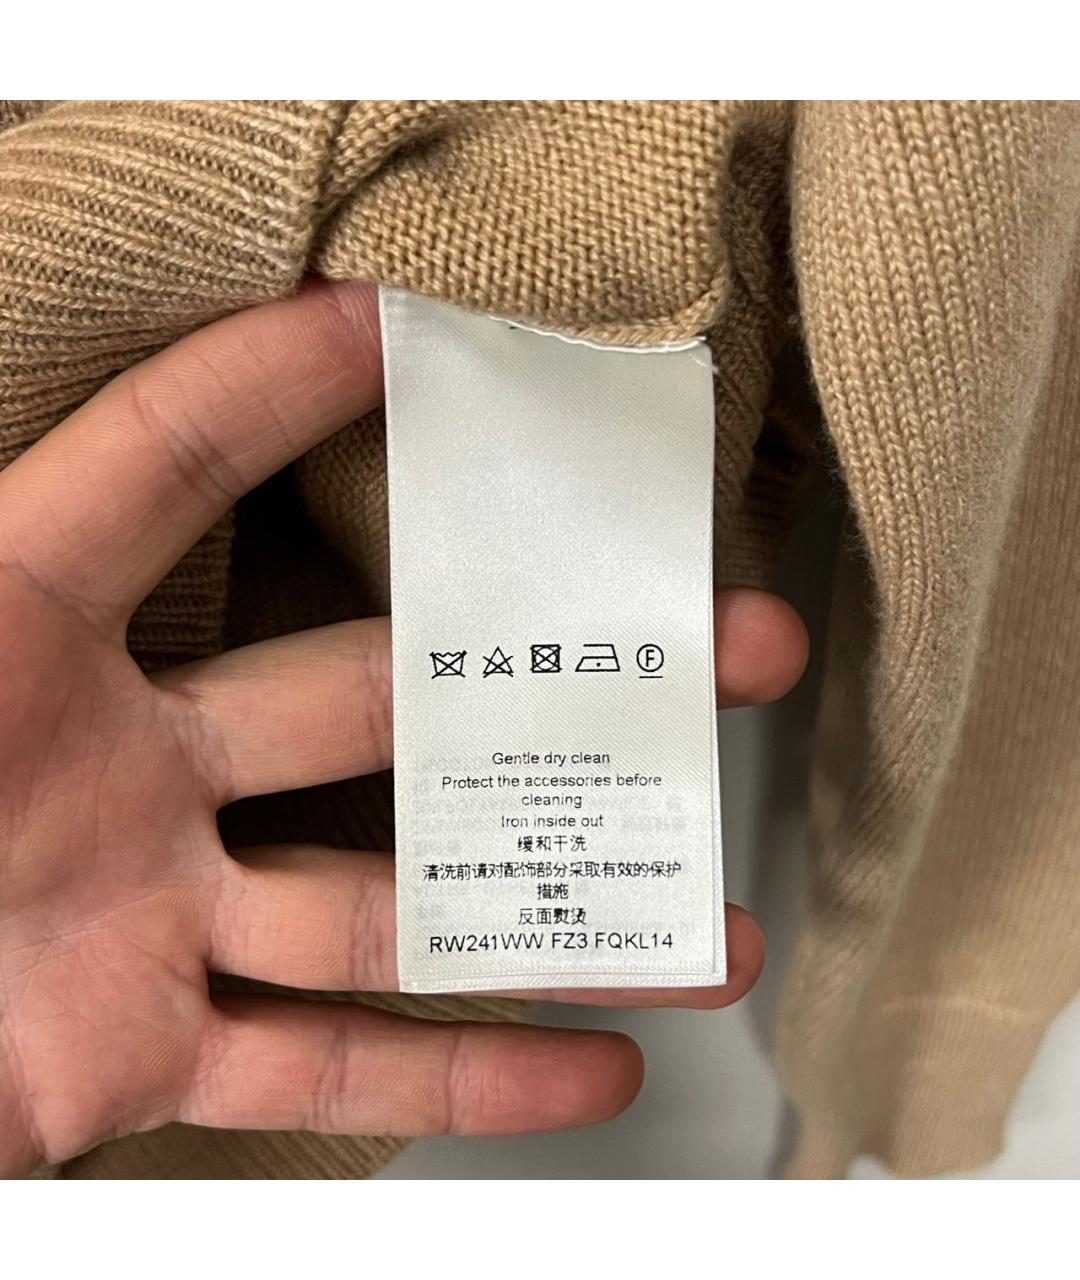 F
Gentle dry clean
Protect the accessories before
cleaning
Iron inside out
缓和干洗
清洗前请对配饰部分采取有效的保护
措施
反面熨烫
RW241WW FZ3 FQKL14